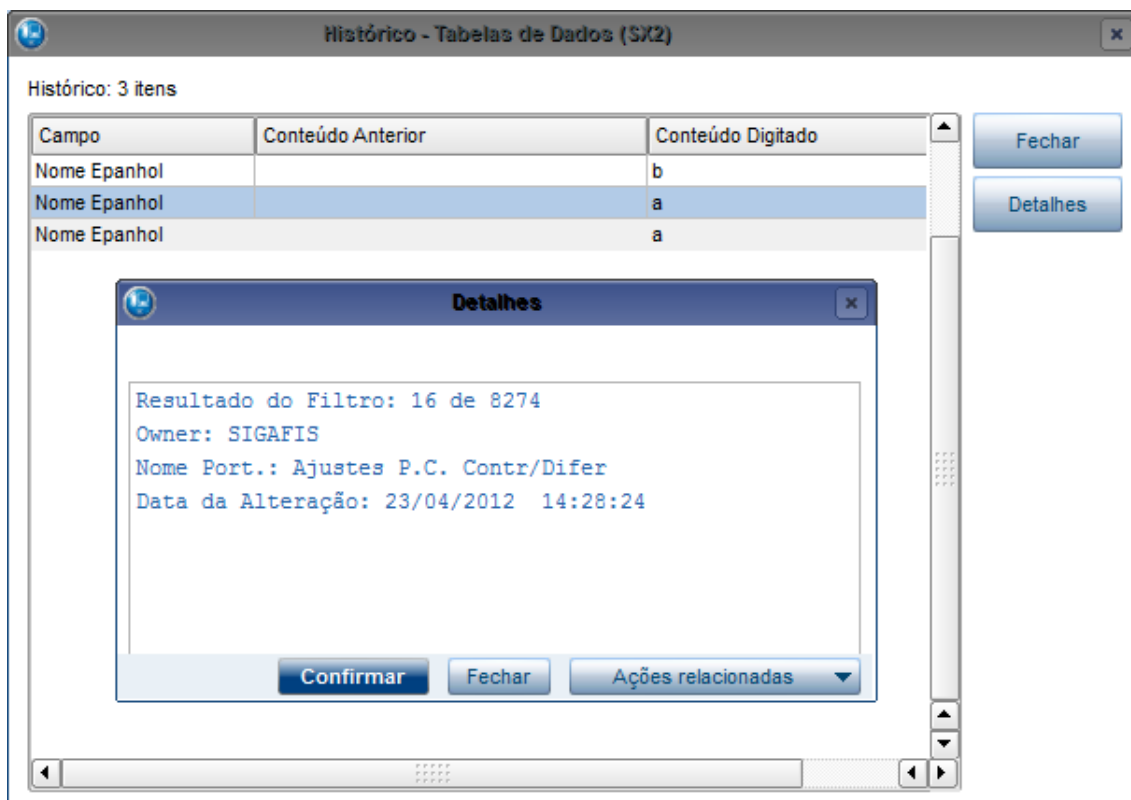 Histórico - Tabelas de Dados (SX2)
Histórico: 3 itens
Campo Conteúdo Anterior Conteúdo Digitado
Fechar
Nome Epanhol b
Nome Epanhol a
Detalhes
Nome Epanhol a
Detalhes
Resultado do Filtro: 16 de 8274
Owner: SIGAFIS
Nome Port.: Ajustes P.C. Contr/Difer
Data da Alteração: 23/04/2012 14:28:24
Confirmar Fechar Ações relacionadas